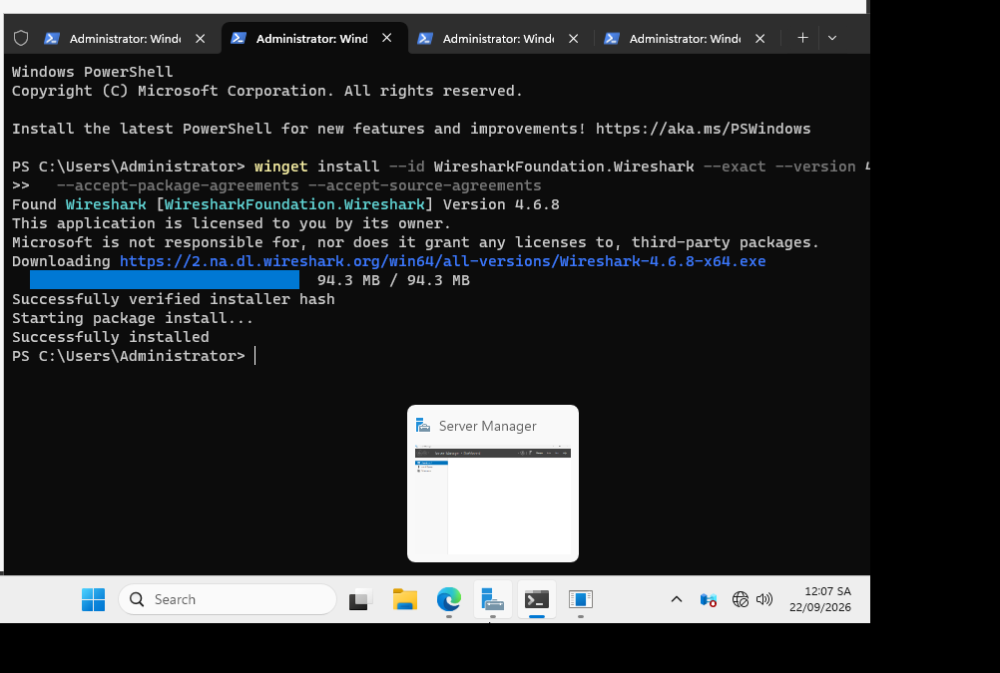 Administrator: Wind
Administrator: Wind
Administrator: Wind
Administrator: Wind
Windows PowerShell
Copyright (C) Microsoft Corporation. All rights reserved.
Install the latest PowerShell for new features and improvements! https://aka.ms/PSWindows
PS C:\Users\Administrator> winget install --id WiresharkFoundation.Wireshark --exact --version 4
>>   --accept-package-agreements --accept-source-agreements
Found Wireshark [WiresharkFoundation.Wireshark] Version 4.6.8
This application is licensed to you by its owner.
Microsoft is not responsible for, nor does it grant any licenses to, third-party packages.
Downloading https://2.na.dl.wireshark.org/win64/all-versions/Wireshark-4.6.8-x64.exe
94.3 MB / 94.3 MB
Successfully verified installer hash
Starting package install...
Successfully installed
PS C:\Users\Administrator>
Server Manager
Search
12:07 SA
22/09/2026